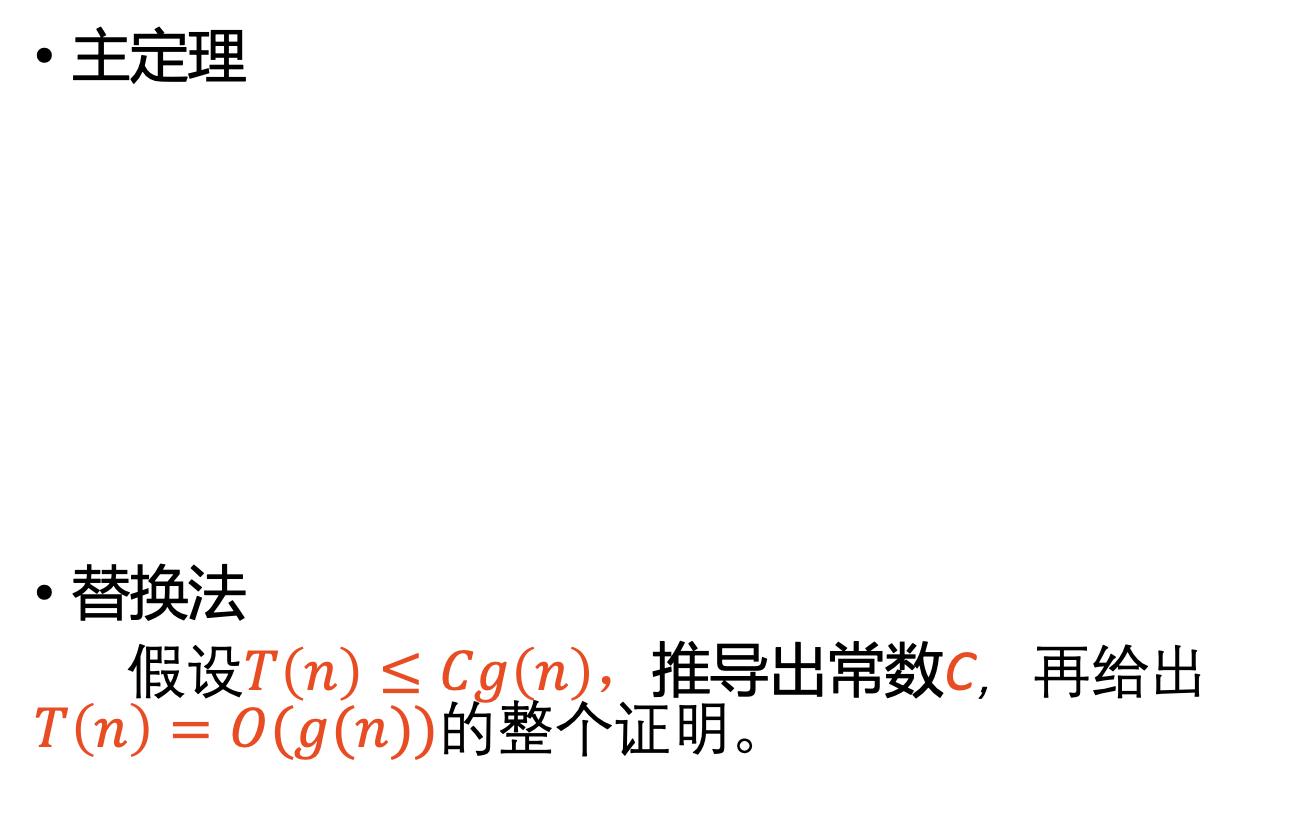 • 主定理
• 替换法
假设T(n) ≤ Cg(n)，推导出常数C，再给出
T(n) = O(g(n))的整个证明。